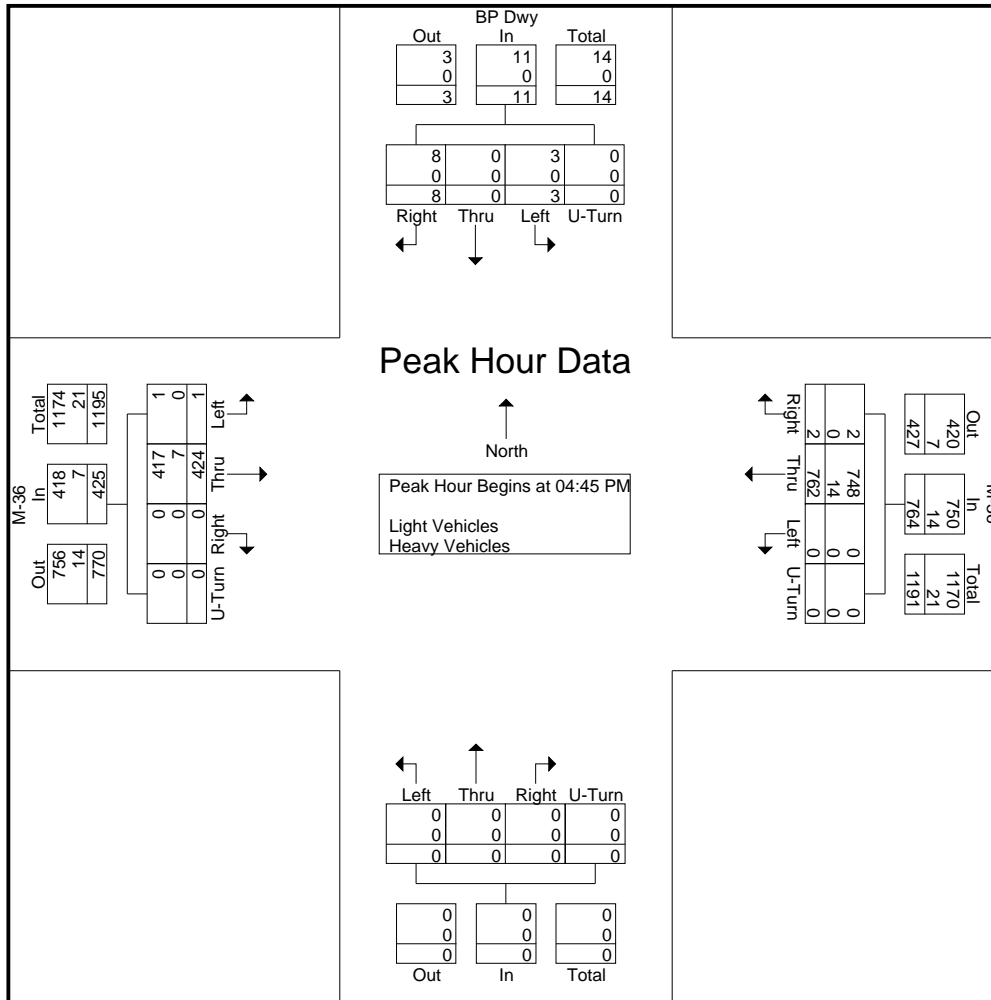 BP Dwy
Out In Total
3 11 14
0 0 0
3 11 14
8 0 3 0
0 0 0 0
8 0 3 0
Right Thru Left U-Turn
Peak Hour Data
North
Peak Hour Begins at 04:45 PM
Light Vehicles
Heavy Vehicles
M-36
Total In Out
1174 418 756
21 7 14
1195 425 770
1 417 0 0
0 7 0 0
1 424 0 0
Left Thru Right U-Turn
Out In Total
420 750 1170
7 14 21
427 764 1191
2 748 0 0
0 14 0 0
2 762 0 0
Right Thru Left U-Turn
Left Thru Right U-Turn
0 0 0 0
0 0 0 0
0 0 0 0
0 0 0
0 0 0
0 0 0
Out In Total